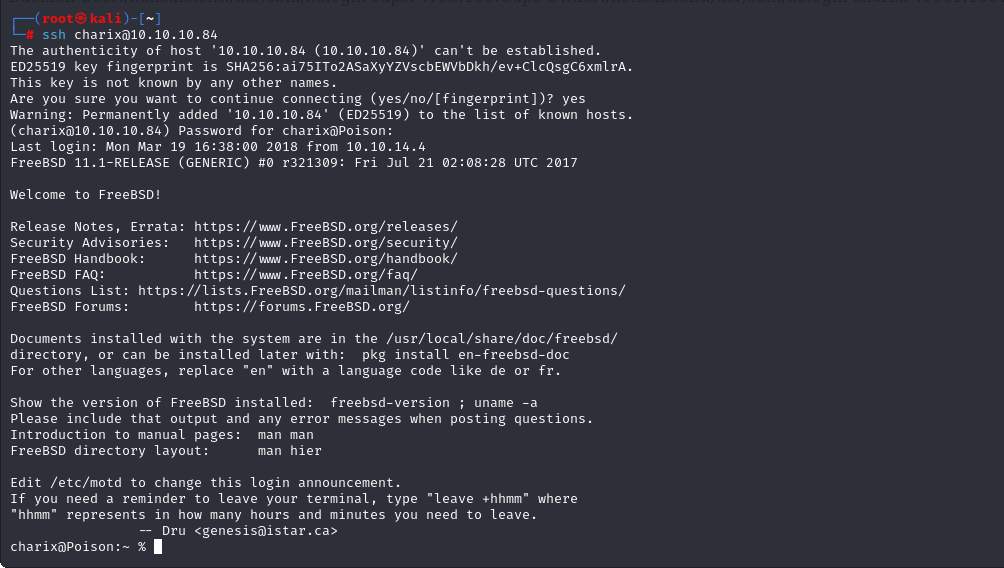 ┌──(root㉿kali)-[~]
└─# ssh charix@10.10.10.84
The authenticity of host '10.10.10.84 (10.10.10.84)' can't be established.
ED25519 key fingerprint is SHA256:ai75ITo2ASaXyYZVscbEWVbDkh/ev+ClcQsgC6xmlrA.
This key is not known by any other names.
Are you sure you want to continue connecting (yes/no/[fingerprint])? yes
Warning: Permanently added '10.10.10.84' (ED25519) to the list of known hosts.
(charix@10.10.10.84) Password for charix@Poison:
Last login: Mon Mar 19 16:38:00 2018 from 10.10.14.4
FreeBSD 11.1-RELEASE (GENERIC) #0 r321309: Fri Jul 21 02:08:28 UTC 2017
Welcome to FreeBSD!
Release Notes, Errata: https://www.FreeBSD.org/releases/
Security Advisories:   https://www.FreeBSD.org/security/
FreeBSD Handbook:      https://www.FreeBSD.org/handbook/
FreeBSD FAQ:           https://www.FreeBSD.org/faq/
Questions List: https://lists.FreeBSD.org/mailman/listinfo/freebsd-questions/
FreeBSD Forums:        https://forums.FreeBSD.org/
Documents installed with the system are in the /usr/local/share/doc/freebsd/
directory, or can be installed later with:  pkg install en-freebsd-doc
For other languages, replace "en" with a language code like de or fr.
Show the version of FreeBSD installed:  freebsd-version ; uname -a
Please include that output and any error messages when posting questions.
Introduction to manual pages:  man man
FreeBSD directory layout:      man hier
Edit /etc/motd to change this login announcement.
If you need a reminder to leave your terminal, type "leave +hhmm" where
"hhmm" represents in how many hours and minutes you need to leave.
-- Dru <genesis@istar.ca>
charix@Poison:~ %